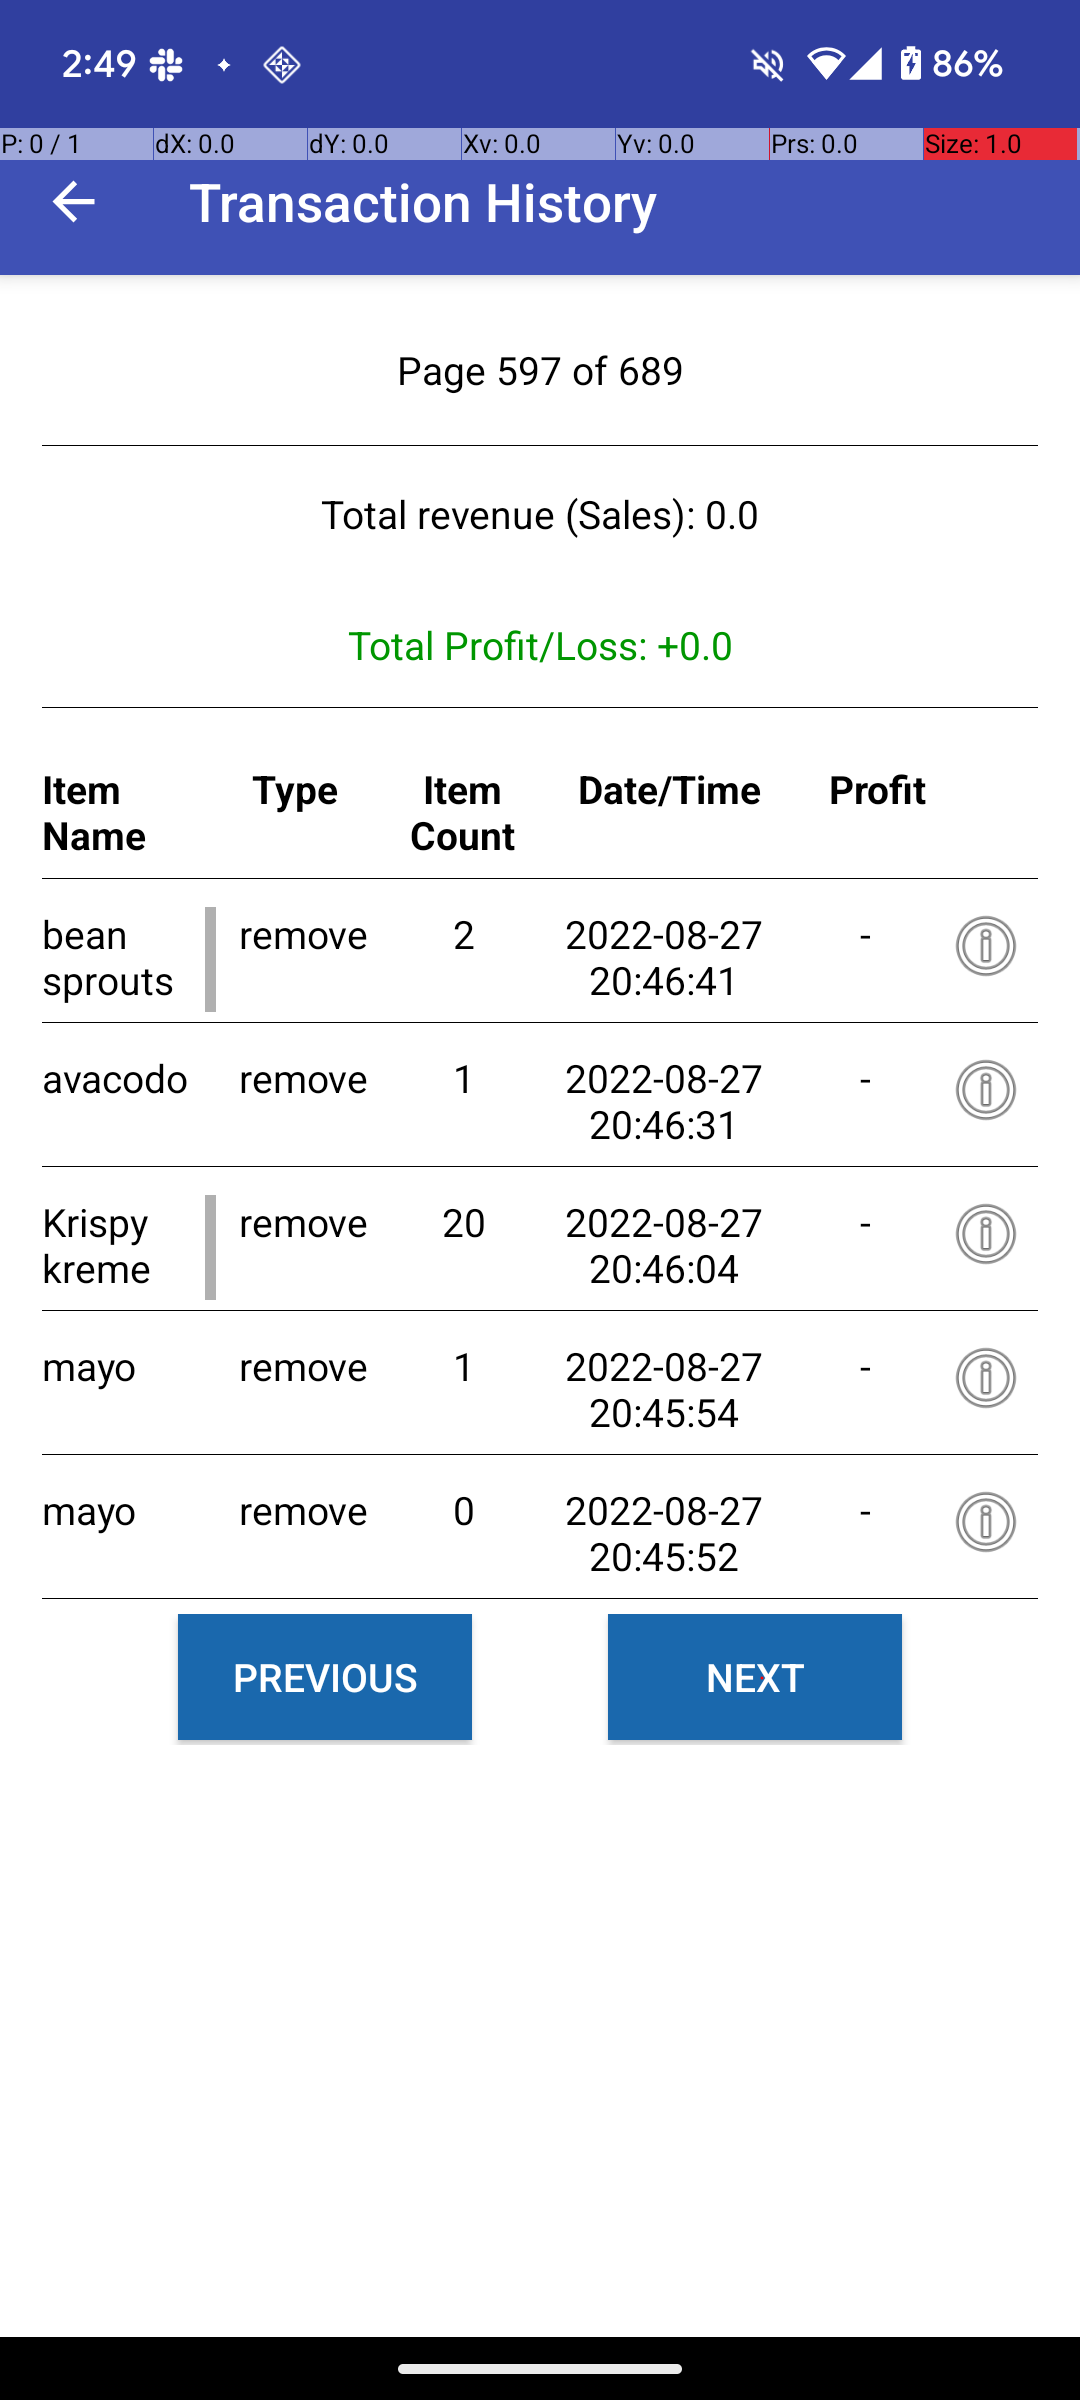 2:49 86%
P: 0 / 1 dX: 0.0 dY: 0.0 Xv: 0.0 Yv: 0.0 Prs: 0.0 Size: 1.0
Transaction History
Page 597 of 689
Total revenue (Sales): 0.0
Total Profit/Loss: +0.0
Item Type Item Date/Time Profit
Name Count
bean remove 2 2022-08-27 -
sprouts 20:46:41
avacodo remove 1 2022-08-27 -
20:46:31
Krispy remove 20 2022-08-27 -
kreme 20:46:04
mayo remove 1 2022-08-27 -
20:45:54
mayo remove 0 2022-08-27 -
20:45:52
PREVIOUS NEXT